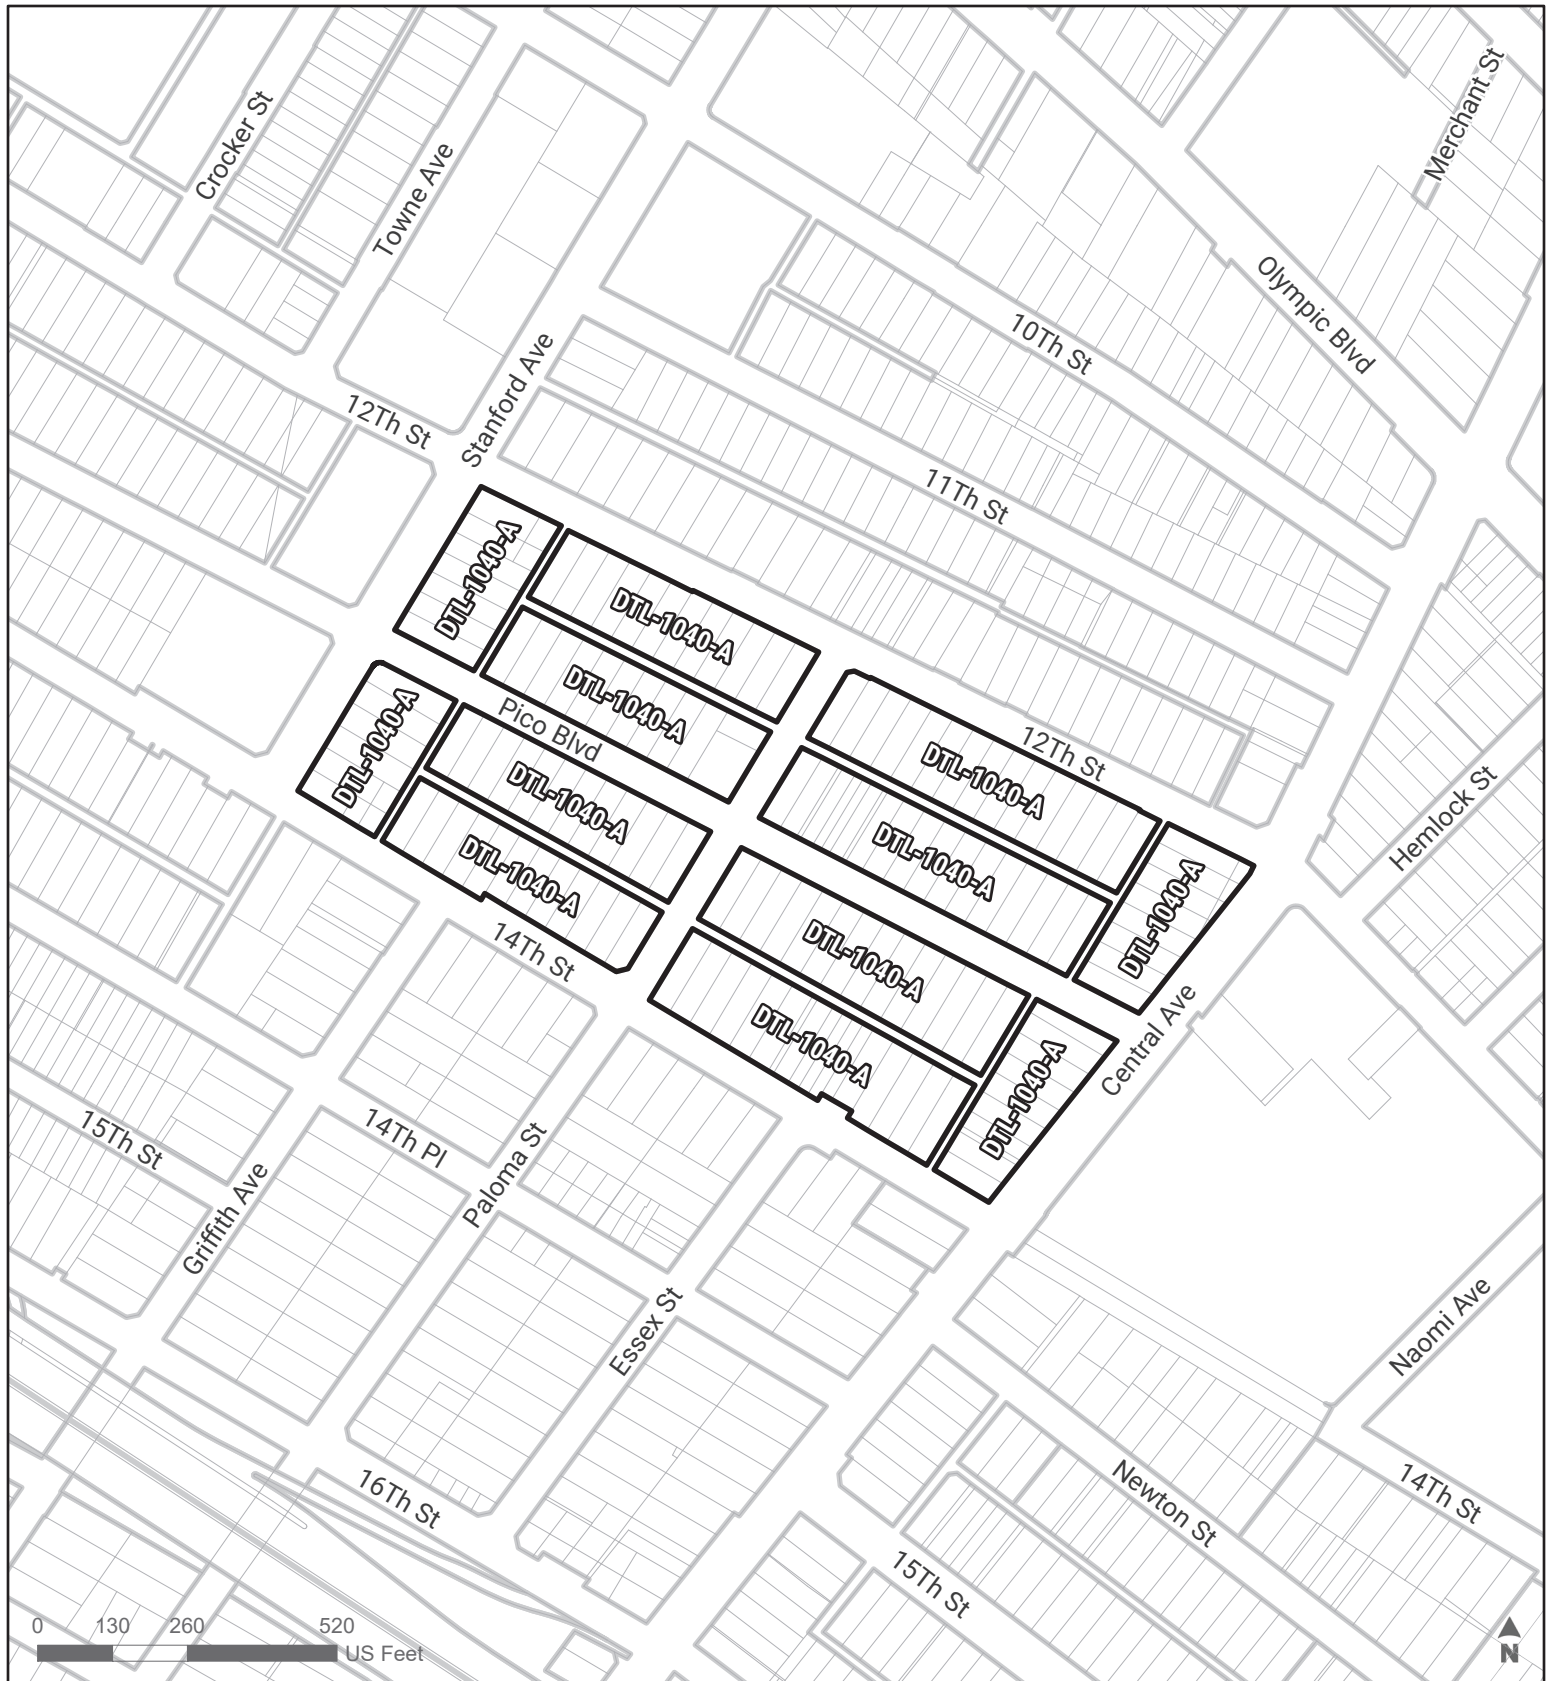 Merchant St
Crocker St
Towne Ave
Olympic Blvd
10Th St
Stanford Ave
12Th St
11Th St
DTL-1040-A
DTL-1040-A
DTL-1040-A
Pico Blvd
DTL-1040-A
DTL-1040-A
DTL-1040-A
12Th St
DTL-1040-A
DTL-1040-A
Hemlock St
DTL-1040-A
DTL-1040-A
14Th St
DTL-1040-A
DTL-1040-A
Central Ave
DTL-1040-A
15Th St
14Th Pl
Paloma St
Griffith Ave
Essex St
Naomi Ave
16Th St
Newton St
14Th St
15Th St
0 130 260 520
US Feet
N